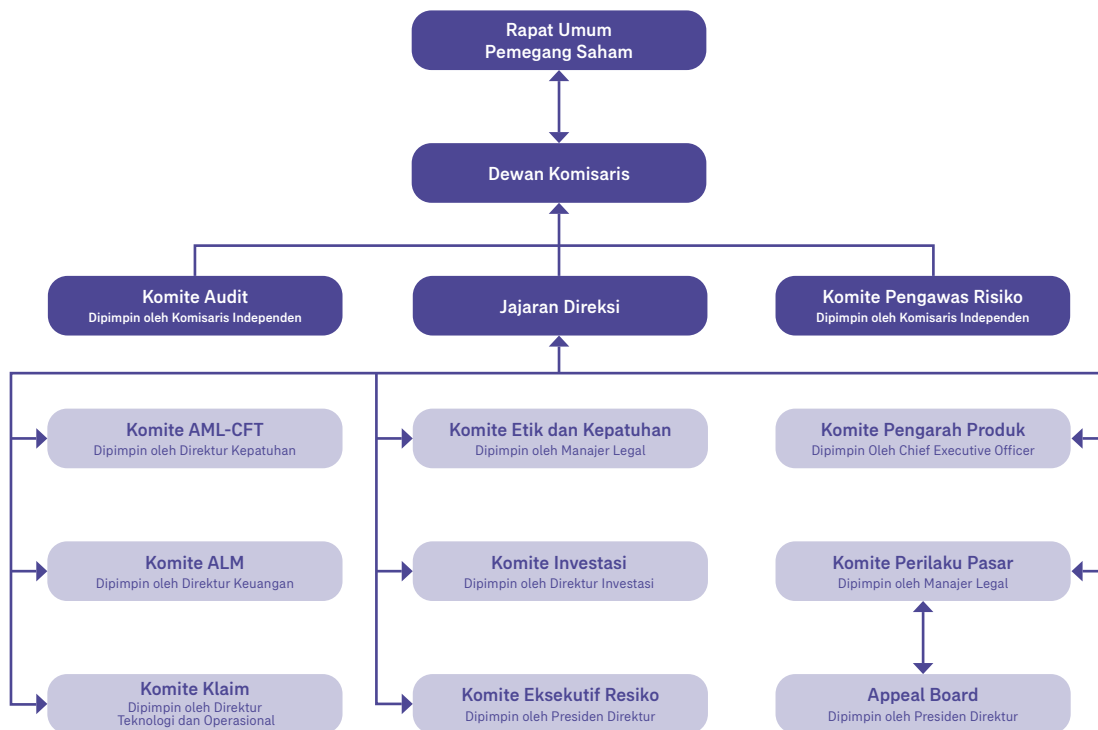 Rapat Umum
Pemegang Saham
Dewan Komisaris
Komite Audit
Dipimpin oleh Komisaris Independen
Jajaran Direksi
Komite Pengawas Risiko
Dipimpin oleh Komisaris Independen
Komite AML-CFT
Dipimpin oleh Direktur Kepatuhan
Komite Etik dan Kepatuhan
Dipimpin oleh Manajer Legal
Komite Pengarah Produk
Dipimpin Oleh Chief Executive Officer
Komite ALM
Dipimpin oleh Direktur Keuangan
Komite Investasi
Dipimpin oleh Direktur Investasi
Komite Perilaku Pasar
Dipimpin oleh Manajer Legal
Komite Klaim
Dipimpin oleh Direktur
Teknologi dan Operasional
Komite Eksekutif Resiko
Dipimpin oleh Presiden Direktur
Appeal Board
Dipimpin oleh Presiden Direktur